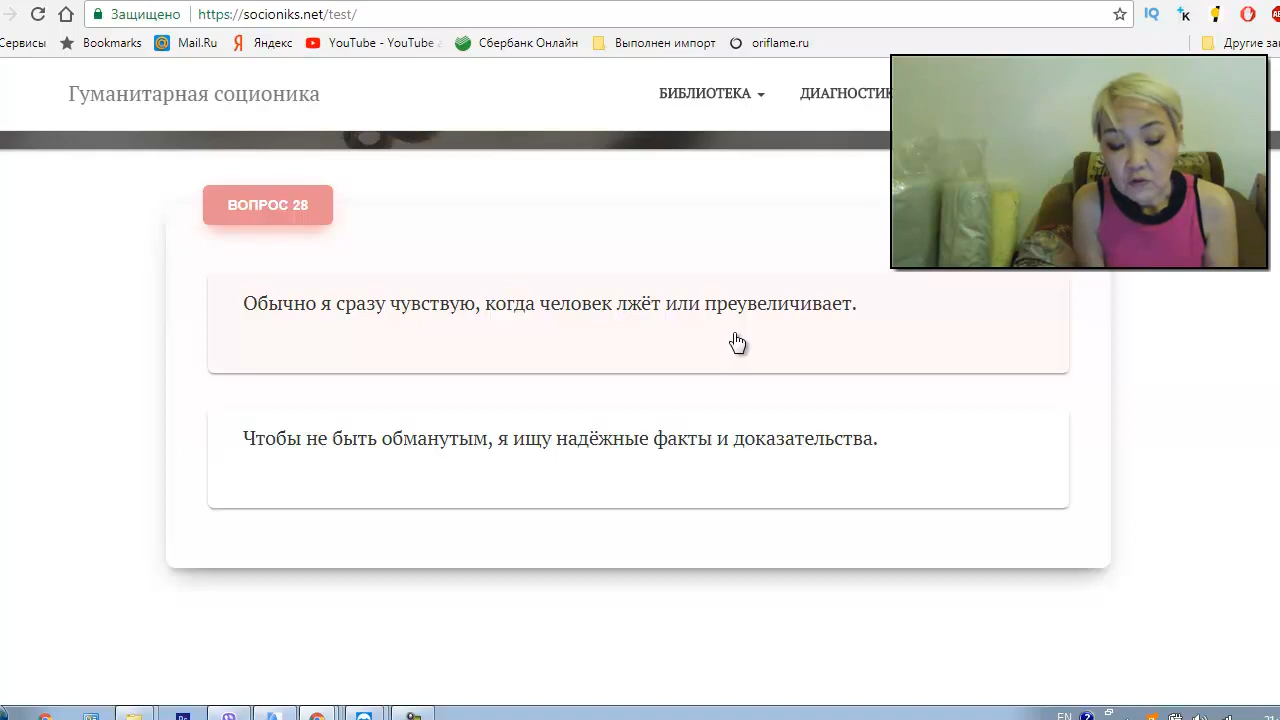 Защищено https://socioniks.net/test/
Сервисы Bookmarks Mail.Ru Яндекс YouTube - YouTube Сбербанк Онлайн Выполнен импорт oriflame.ru Другие за
Гуманитарная соционика БИБЛИОТЕКА ДИАГНОСТИК
ВОПРОС 28
Обычно я сразу чувствую, когда человек лжёт или преувеличивает.
Чтобы не быть обманутым, я ищу надёжные факты и доказательства.
EN